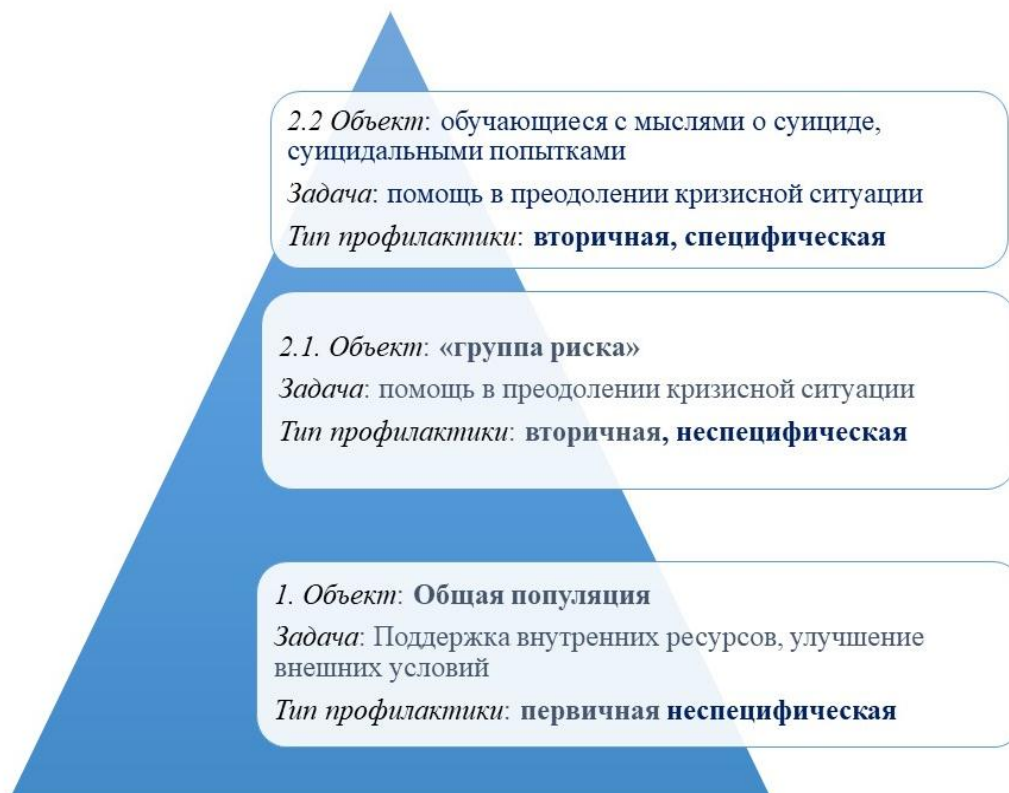 2.2 Объект: обучающиеся с мыслями о суициде,
суицидальными попытками
Задача: помощь в преодолении кризисной ситуации
Тип профилактики: вторичная, специфическая
2.1. Объект: «группа риска»
Задача: помощь в преодолении кризисной ситуации
Тип профилактики: вторичная, неспецифическая
1. Объект: Общая популяция
Задача: Поддержка внутренних ресурсов, улучшение
внешних условий
Тип профилактики: первичная неспецифическая